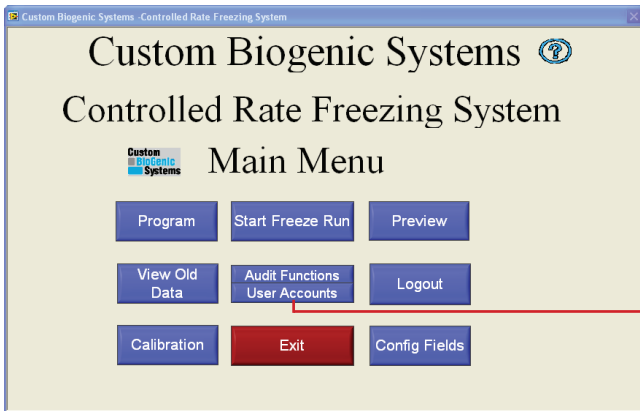 Custom Biogenic Systems -Controlled Rate Freezing System
Custom Biogenic Systems ?
Controlled Rate Freezing System
Custom
BioGenic
Systems
Main Menu
Program
Start Freeze Run
Preview
View Old
Data
Audit Functions
User Accounts
Logout
Calibration
Exit
Config Fields